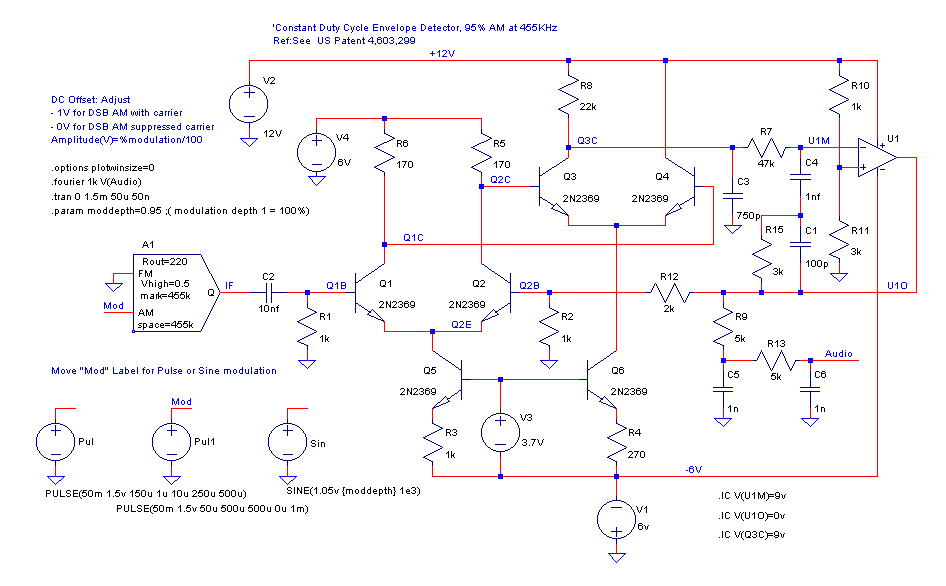 'Constant Duty Cycle Envelope Detector, 95% AM at 455KHz
Ref:See US Patent 4,603,299
+12V
V2
12V
DC Offset: Adjust
- 1V for DSB AM with carrier
- 0V for DSB AM suppressed carrier
Amplitude(V)=%modulation/100
.options plotwinsize=0
.fourier 1k V(Audio)
.tran 0 1.5m 50u 50n
.param moddepth=0.95 ;( modulation depth 1 = 100%)
V4
6V
R6
170
R5
170
R8
22k
R10
1k
Q3C
R7
47k
U1M
U1
Q2C
Q3
2N2369
Q4
2N2369
C3
750p
C4
1nf
Q1C
R15
3k
C1
100p
R11
3k
A1
Rout=220
FM
Vhigh=0.5
mark=455k
Q
AM
space=455k
Mod
IF
C2
10nf
Q1B
R1
1k
Q1
2N2369
Q2
2N2369
Q2B
R12
2k
U1O
R2
1k
Q2E
R9
5k
R13
5k
Audio
C5
1n
C6
1n
Q5
2N2369
Q6
2N2369
V3
3.7V
R3
1k
R4
270
-6V
Move "Mod" Label for Pulse or Sine modulation
Pul
Mod
Pul1
Sin
PULSE(50m 1.5v 150u 1u 10u 250u 500u)
SINE(1.05v {moddepth} 1e3)
PULSE(50m 1.5v 50u 500u 500u 0u 1m)
V1
6v
.IC V(U1M)=9v
.IC V(U1O)=0v
.IC V(Q3C)=9v